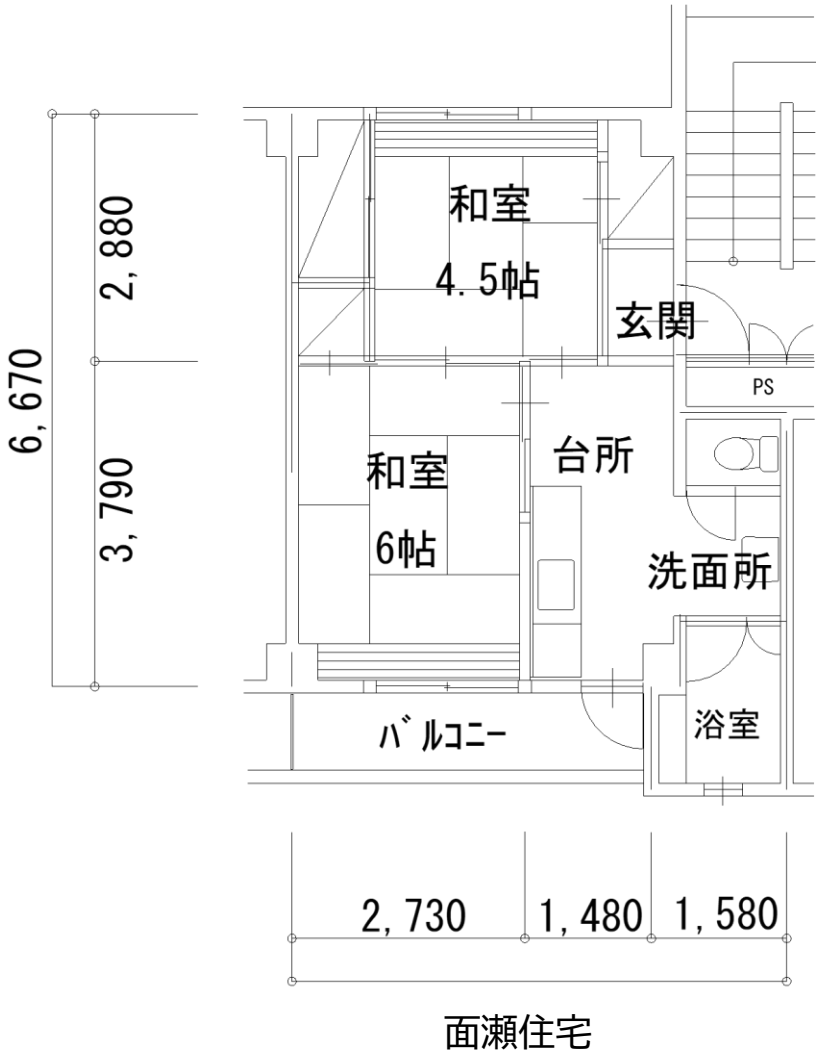 和室
4.5帖
2,880
玄関
6,670
PS
和室
6帖
台所
3,790
洗面所
浴室
バルコニー
2,730
1,480
1,580
面瀬住宅